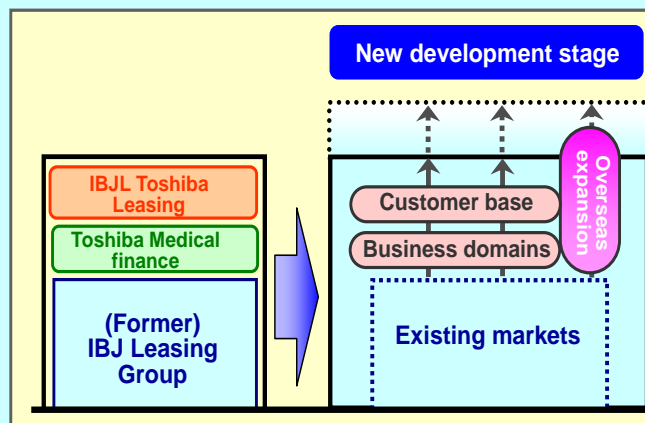 New development stage
IBJL Toshiba
Leasing
Toshiba Medical
finance
(Former)
IBJ Leasing
Group
Customer base
Business domains
Overseas
expansion
Existing markets